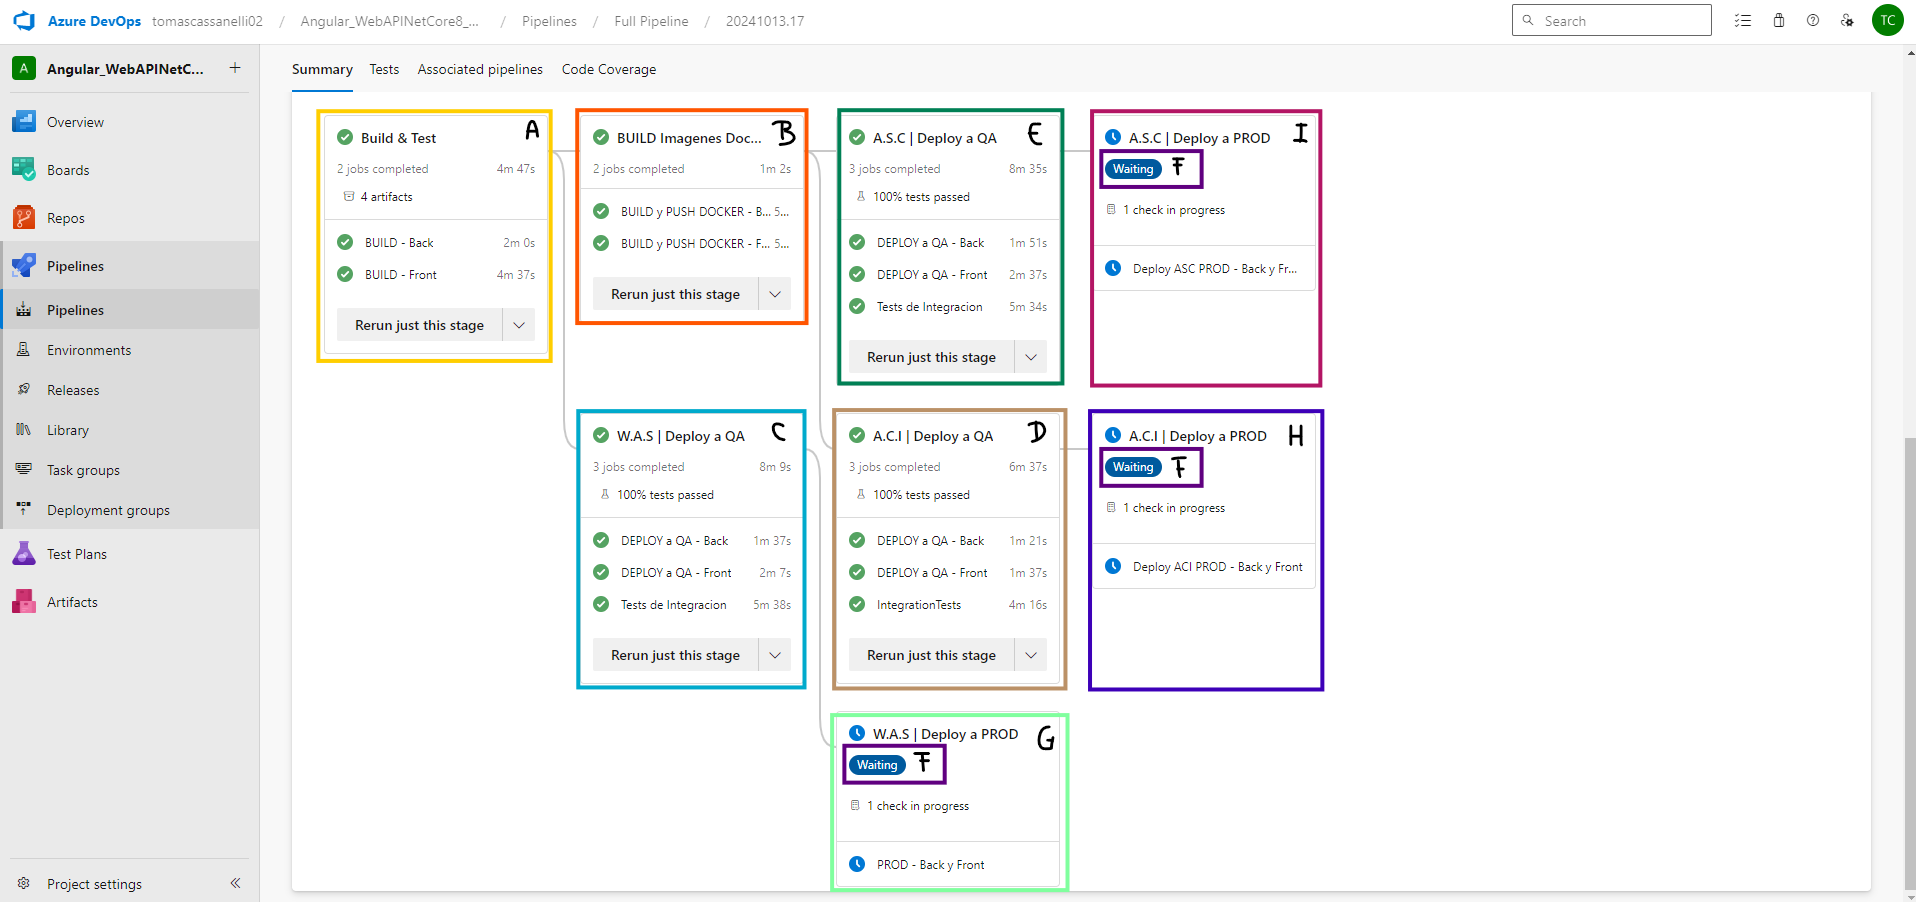 Azure DevOps tomascassanelli02 / Angular_WebAPINetCore8_... / Pipelines / Full Pipeline / 20241013.17
Search
TC
A Angular_WebAPINetC... +
Overview
Boards
Repos
Pipelines
Pipelines
Environments
Releases
Library
Task groups
Deployment groups
Test Plans
Artifacts
Project settings
Summary Tests Associated pipelines Code Coverage
Build & Test A
2 jobs completed 4m 47s
4 artifacts
BUILD - Back 2m 0s
BUILD - Front 4m 37s
Rerun just this stage
BUILD Imagenes Doc... B
2 jobs completed 1m 2s
BUILD y PUSH DOCKER - B... 5...
BUILD y PUSH DOCKER - F... 5...
Rerun just this stage
A.S.C | Deploy a QA E
3 jobs completed 8m 35s
100% tests passed
DEPLOY a QA - Back 1m 51s
DEPLOY a QA - Front 2m 37s
Tests de Integracion 5m 34s
Rerun just this stage
A.S.C | Deploy a PROD I
Waiting F
1 check in progress
Deploy ASC PROD - Back y Fr...
W.A.S | Deploy a QA C
3 jobs completed 8m 9s
100% tests passed
DEPLOY a QA - Back 1m 37s
DEPLOY a QA - Front 2m 7s
Tests de Integracion 5m 38s
Rerun just this stage
A.C.I | Deploy a QA D
3 jobs completed 6m 37s
100% tests passed
DEPLOY a QA - Back 1m 21s
DEPLOY a QA - Front 1m 37s
IntegrationTests 4m 16s
Rerun just this stage
A.C.I | Deploy a PROD H
Waiting F
1 check in progress
Deploy ACI PROD - Back y Front
W.A.S | Deploy a PROD G
Waiting F
1 check in progress
PROD - Back y Front